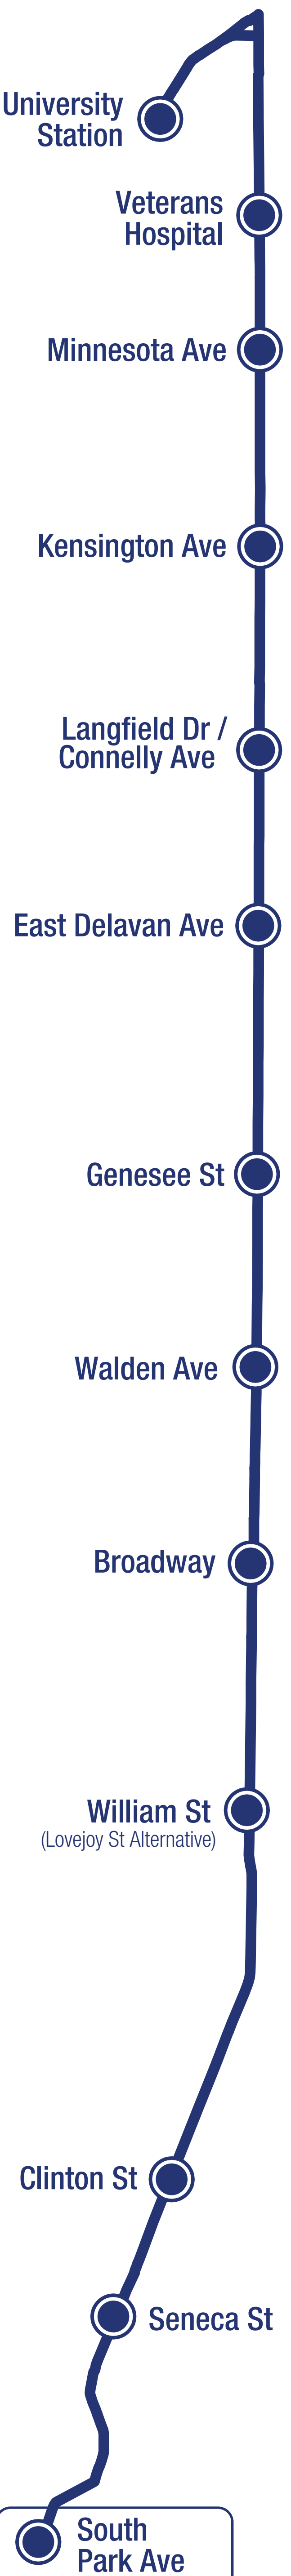 University
Station
Veterans
Hospital
Minnesota Ave
Kensington Ave
Langfield Dr /
Connelly Ave
East Delavan Ave
Genesee St
Walden Ave
Broadway
William St
(Lovejoy St Alternative)
Clinton St
Seneca St
South
Park Ave